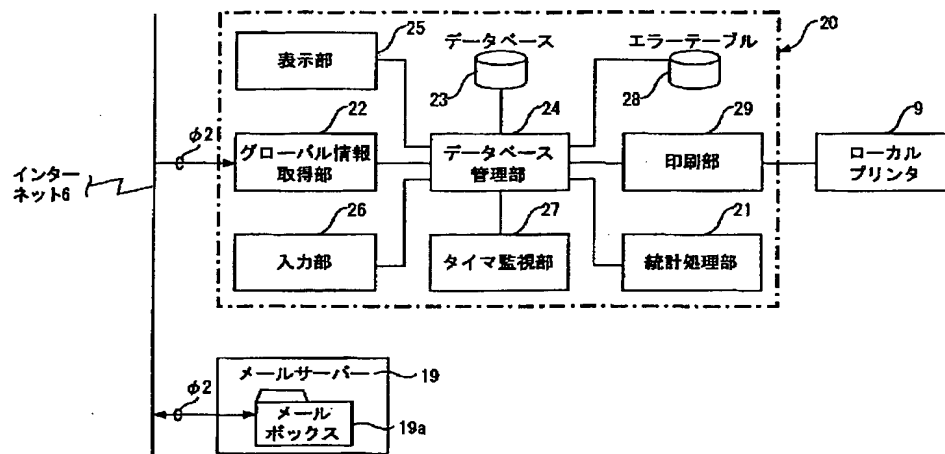 20
25
データベース
エラーテーブル
表示部
23
28
22
24
29
9
φ2
グローバル情報
取得部
データベース
管理部
印刷部
ローカル
プリンタ
インター
ネット6
26
27
21
入力部
タイマ監視部
統計処理部
メールサーバー
19
φ2
メール
ボックス
19a